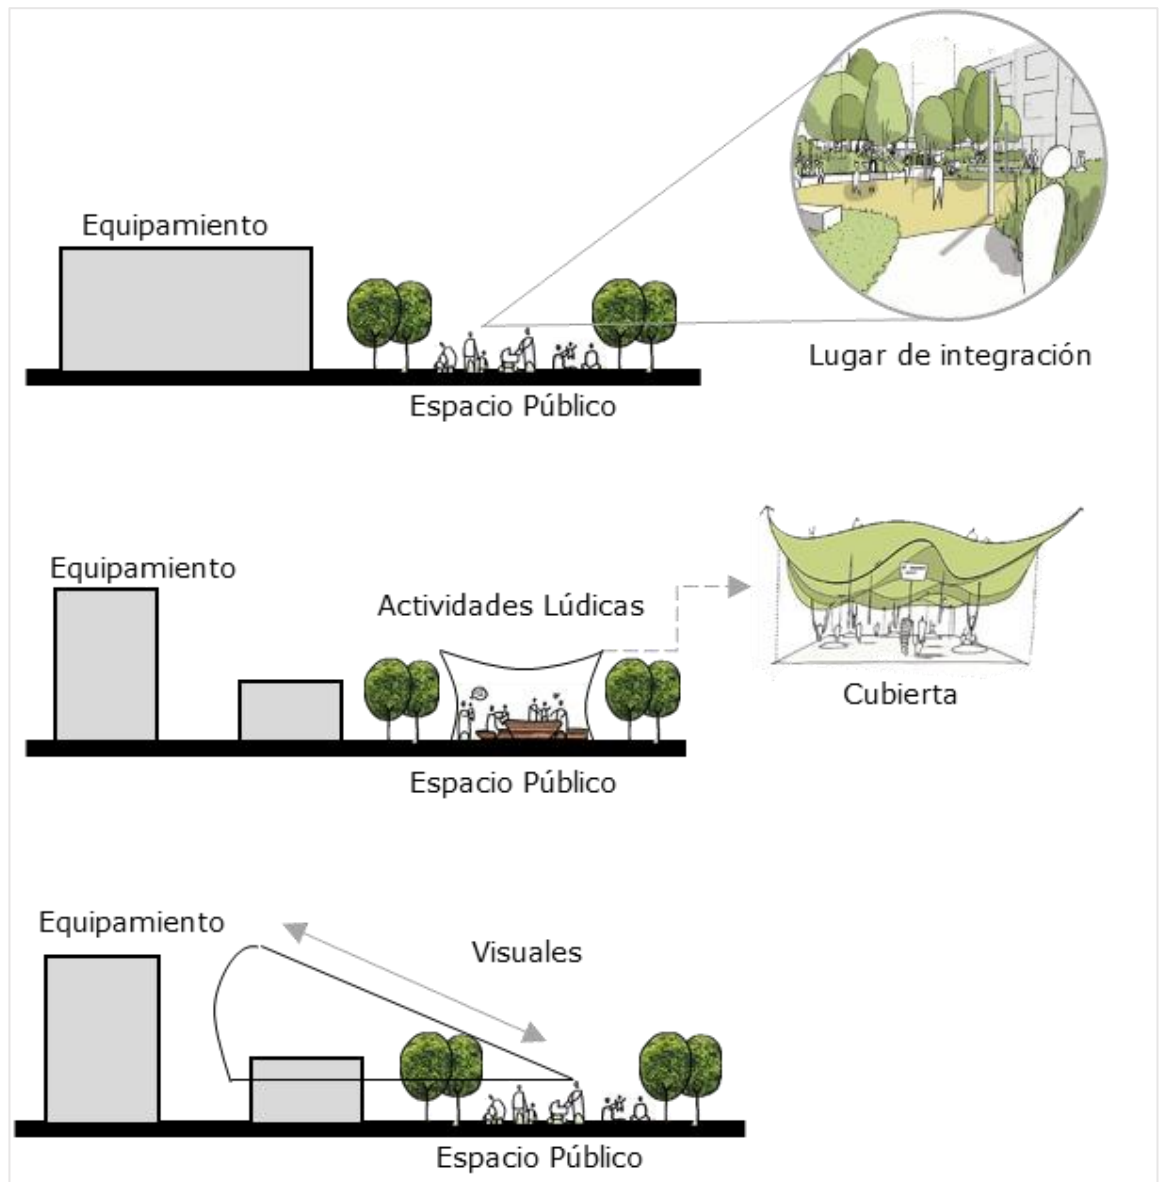 Equipamiento
Lugar de integración
Espacio Público
Equipamiento
Actividades Lúdicas
Cubierta
Espacio Público
Equipamiento
Visuales
Espacio Público